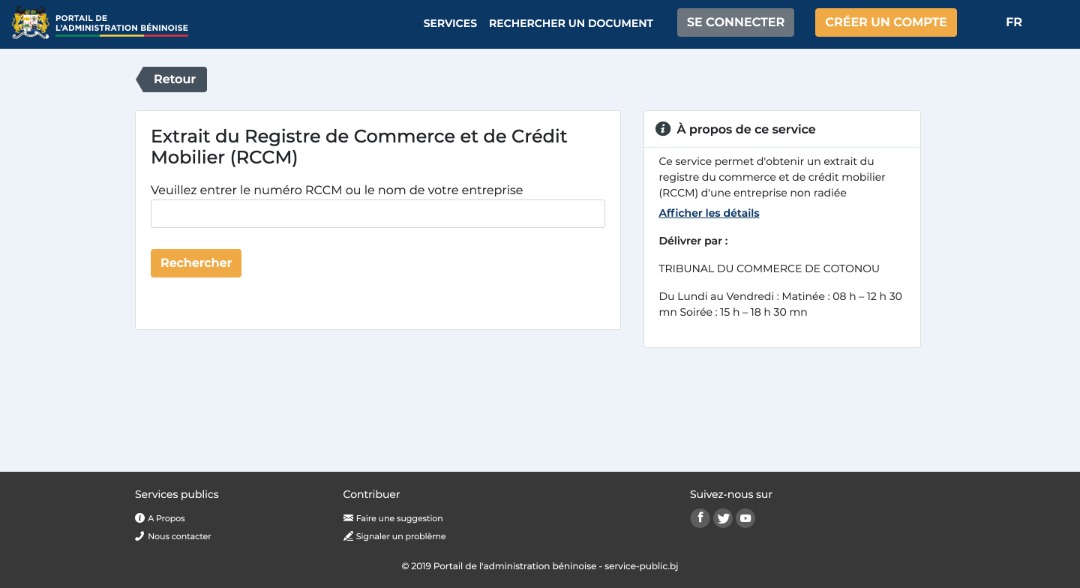 PORTAIL DE
L'ADMINISTRATION BÉNINOISE
SERVICES RECHERCHER UN DOCUMENT SE CONNECTER CRÉER UN COMPTE FR
Retour
Extrait du Registre de Commerce et de Crédit
Mobilier (RCCM)
Veuillez entrer le numéro RCCM ou le nom de votre entreprise
Rechercher
À propos de ce service
Ce service permet d'obtenir un extrait du
registre du commerce et de crédit mobilier
(RCCM) d'une entreprise non radiée
Afficher les détails
Délivrer par :
TRIBUNAL DU COMMERCE DE COTONOU
Du Lundi au Vendredi : Matinée : 08 h – 12 h 30
mn Soirée : 15 h – 18 h 30 mn
Services publics
A Propos
Nous contacter
Contribuer
Faire une suggestion
Signaler un problème
Suivez-nous sur
© 2019 Portail de l'administration béninoise - service-public.bj